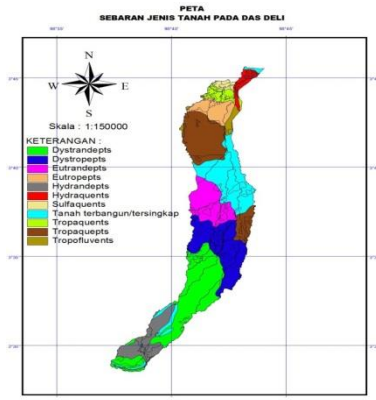 PETA
SEBARAN JENIS TANAH PADA DAS DELI
N
W E
S
Skala : 1:150000
KETERANGAN :
Dystrandepts
Dystropepts
Eutrandepts
Eutropepts
Hydrandepts
Hydraquents
Sulfaquents
Tanah terbangun/tersingkap
Tropaquents
Tropaquepts
Tropofluvents